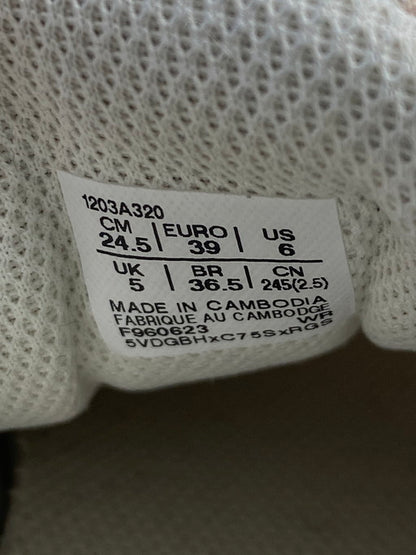 1203A320
CM EURO US
24.5 39 6
UK BR CN
5 36.5 245(2.5)
MADE IN CAMBODIA
FABRIQUE AU CAMBODGE
F960623 WR
5VDGBHxC75SxRGS